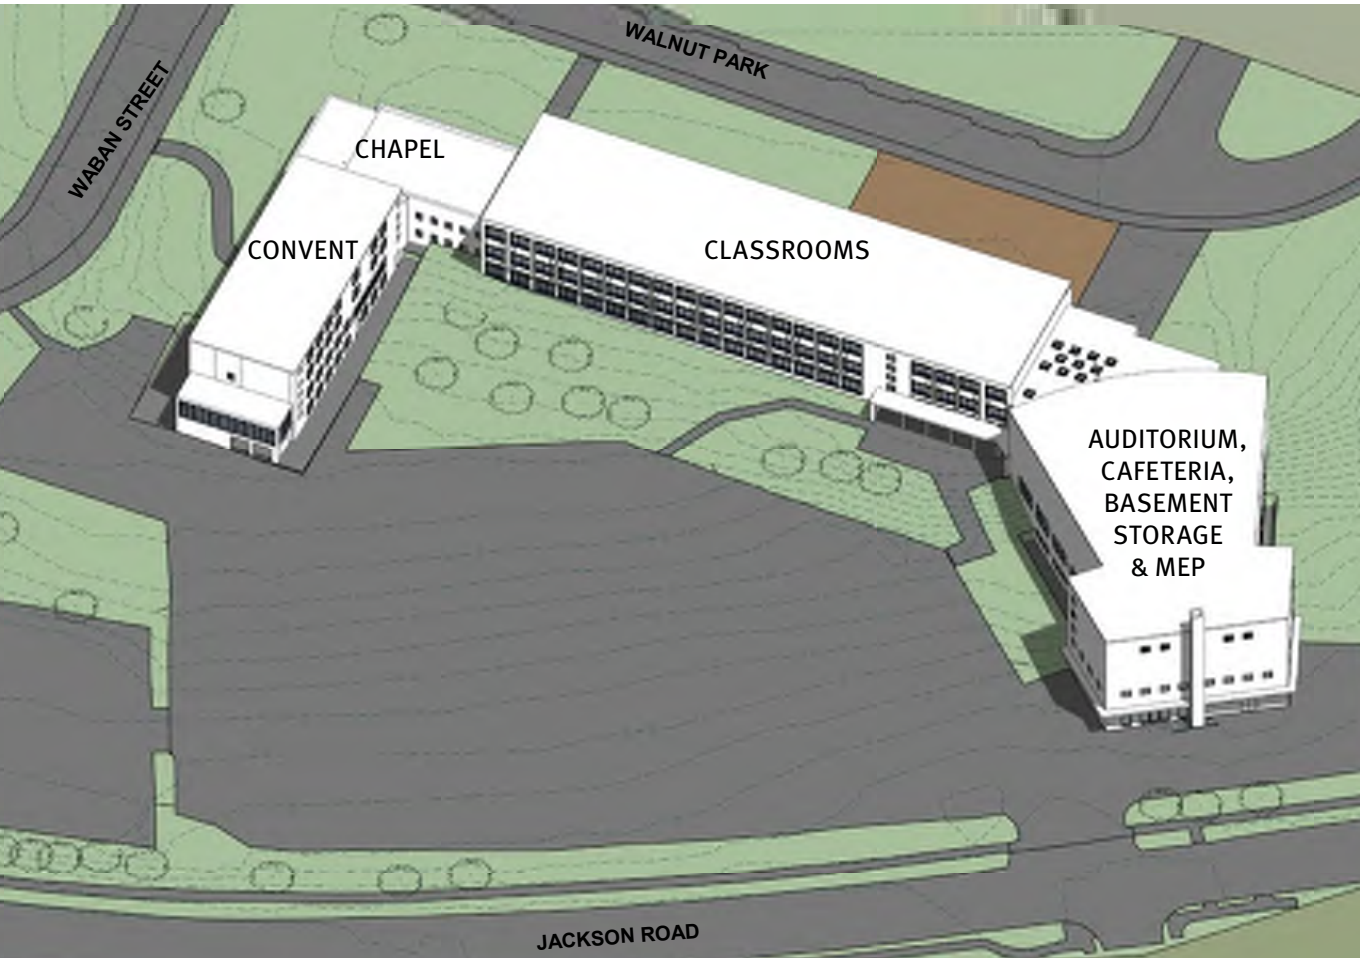 WALNUT PARK
WABAN STREET
CHAPEL
CONVENT
CLASSROOMS
AUDITORIUM,
CAFETERIA,
BASEMENT
STORAGE
& MEP
JACKSON ROAD